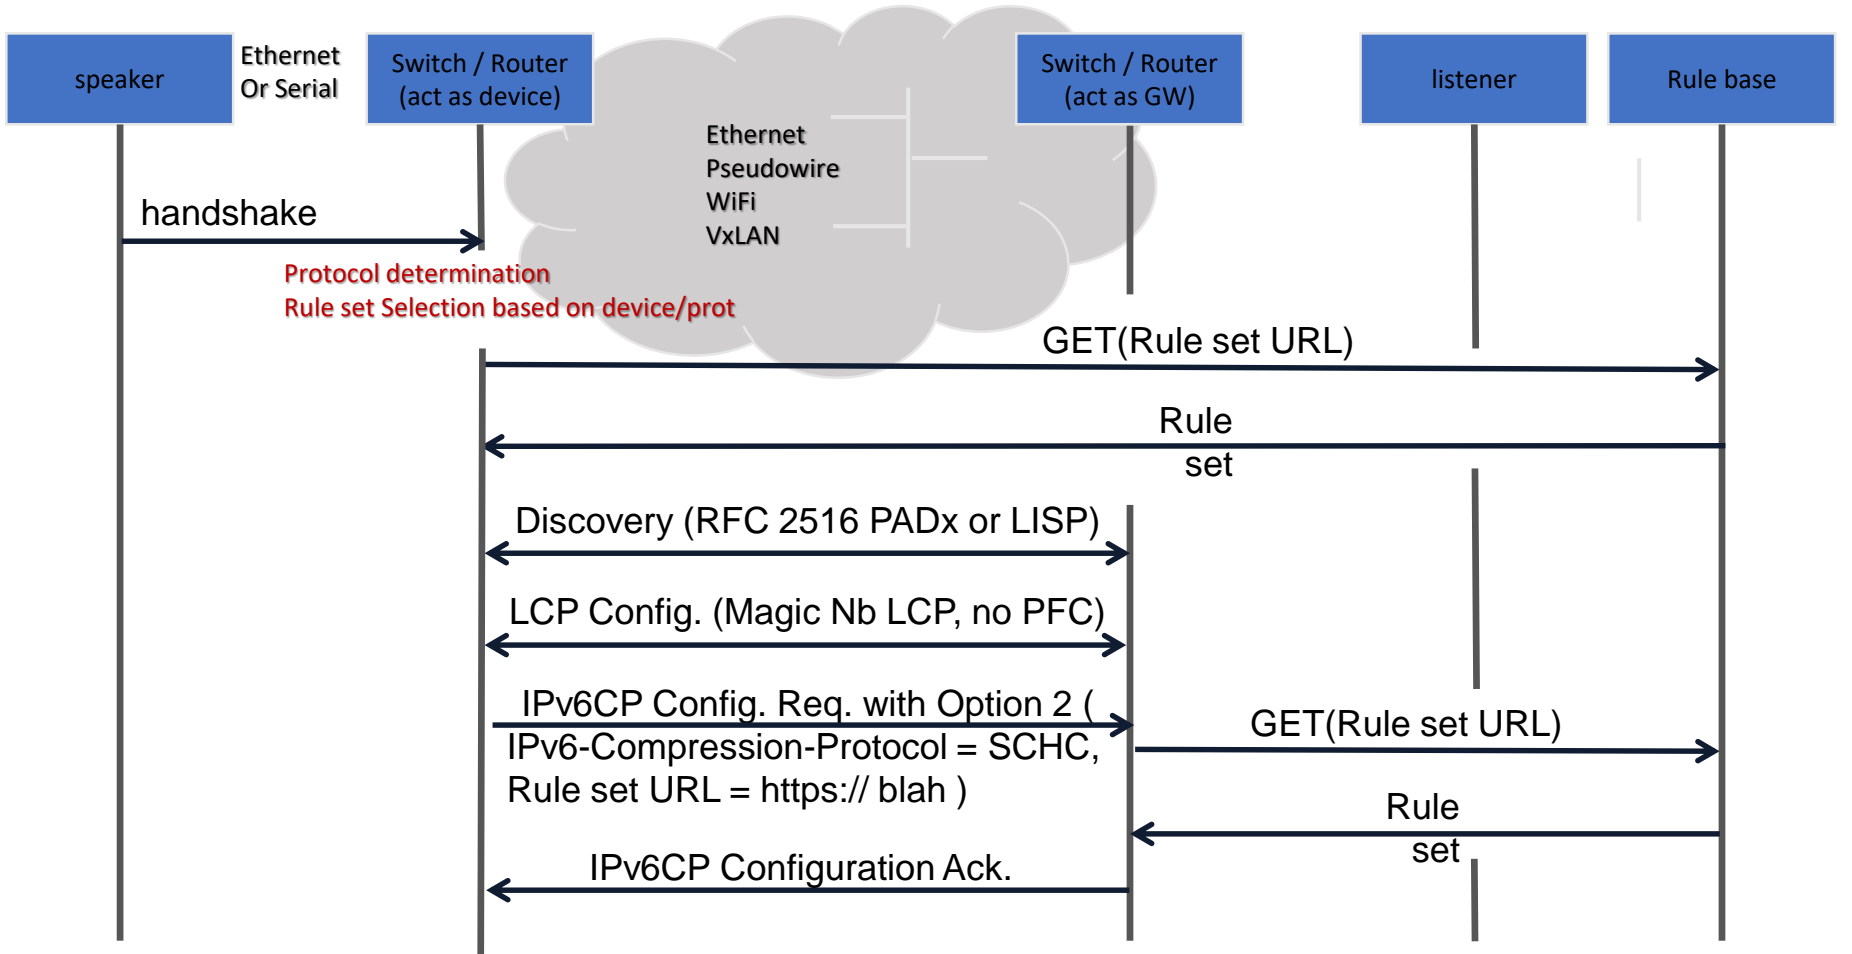 speaker
Ethernet
Or Serial
Switch / Router
(act as device)
Switch / Router
(act as GW)
listener
Rule base
Ethernet
Pseudowire
WiFi
VxLAN
handshake
Protocol determination
Rule set Selection based on device/prot
GET(Rule set URL)
Rule
set
Discovery (RFC 2516 PADx or LISP)
LCP Config. (Magic Nb LCP, no PFC)
IPv6CP Config. Req. with Option 2 (
IPv6-Compression-Protocol = SCHC,
Rule set URL = https:// blah )
GET(Rule set URL)
Rule
set
IPv6CP Configuration Ack.